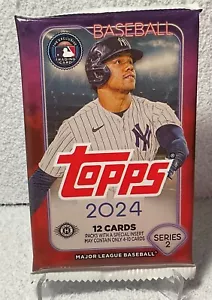 BASEBALL
topps
2024
12 CARDS
PACKS WITH A SPECIAL INSERT
MAY CONTAIN ONLY 4-10 CARDS
SERIES
2
MAJOR LEAGUE BASEBALL